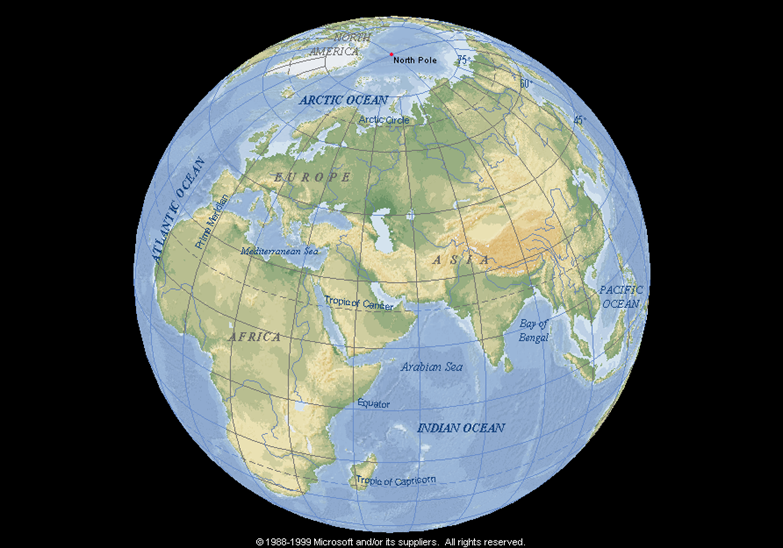 NORTH
AMERICA
North Pole
75°
60°
ARCTIC OCEAN
Arctic Circle
45°
EUROPE
ATLANTIC OCEAN
Prime Meridian
Mediterranean Sea
ASIA
PACIFIC
OCEAN
Tropic of Cancer
Bay of
Bengal
AFRICA
Arabian Sea
Equator
INDIAN OCEAN
Tropic of Capricorn
© 1988-1999 Microsoft and/or its suppliers. All rights reserved.